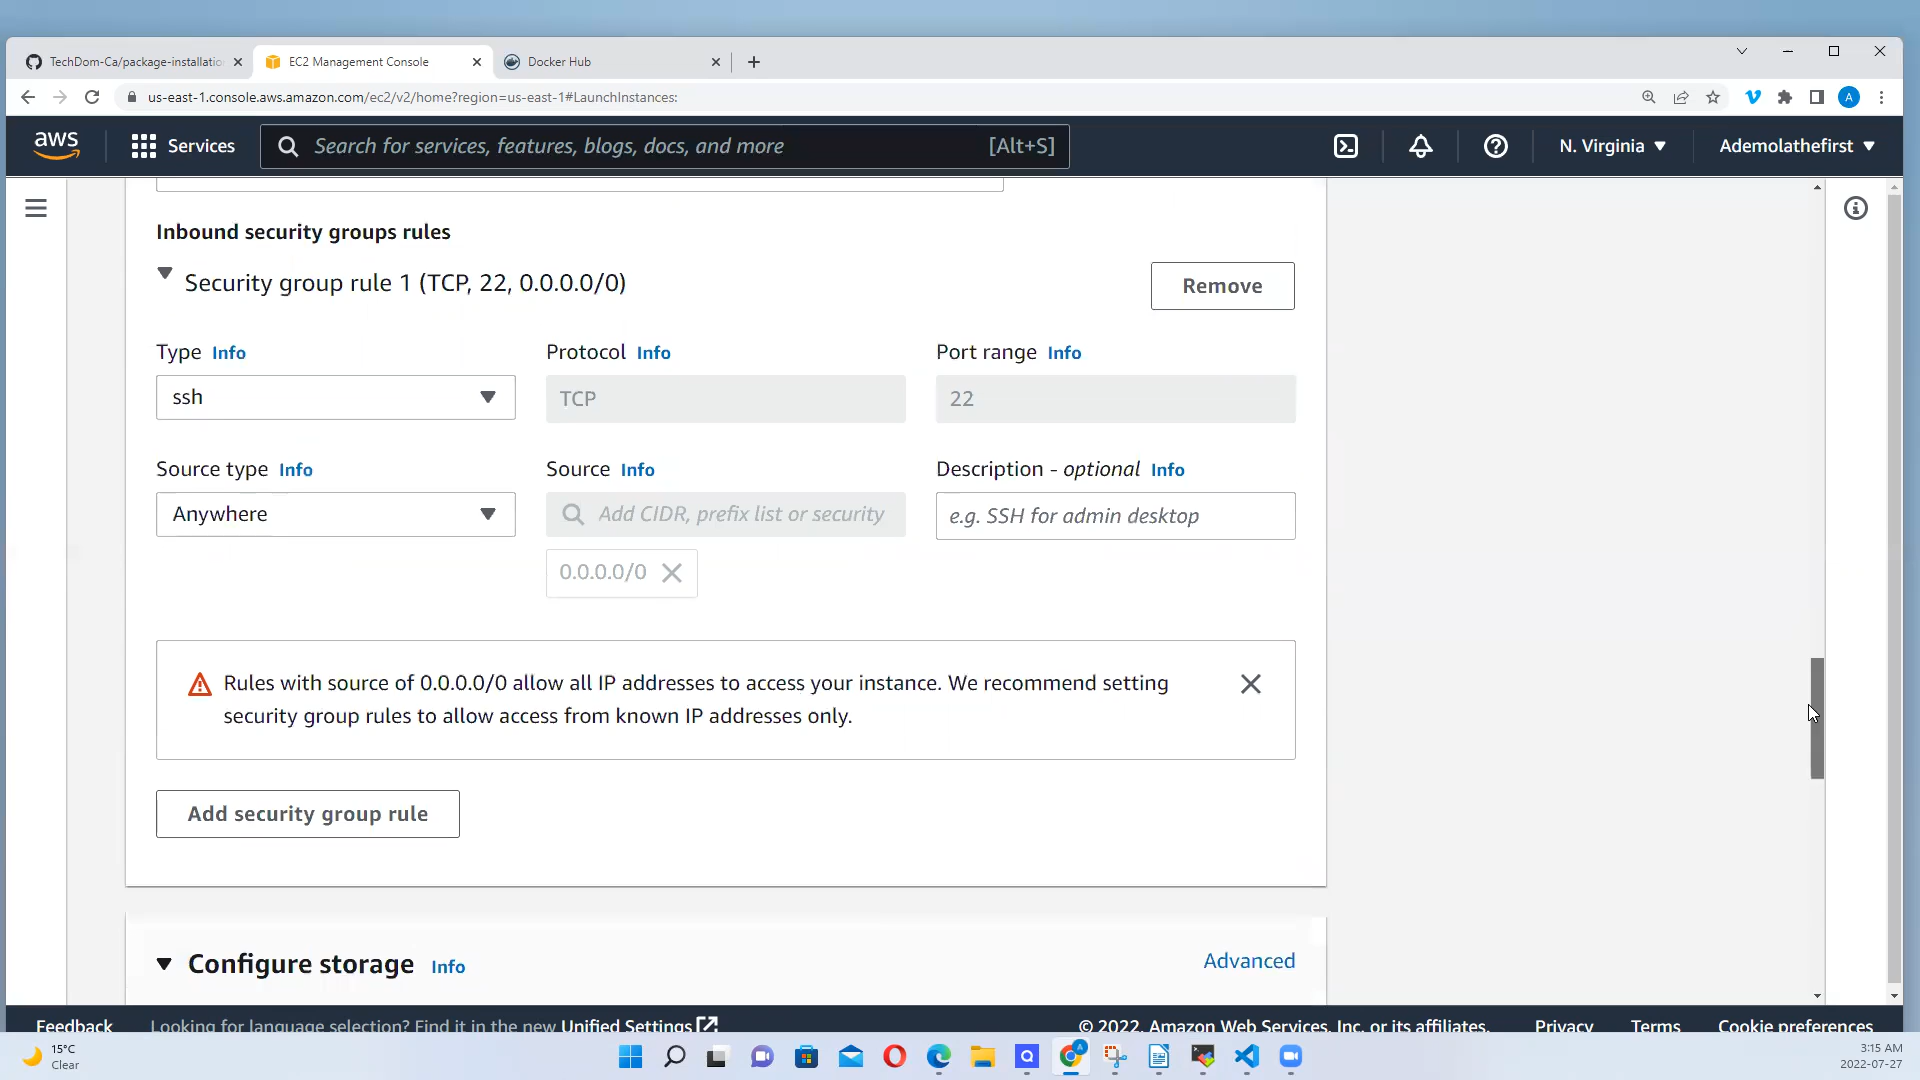 TechDom-Ca/package-installatio
EC2 Management Console
Docker Hub
us-east-1.console.aws.amazon.com/ec2/v2/home?region=us-east-1#LaunchInstances:
A
aws
Services
Search for services, features, blogs, docs, and more
[Alt+S]
N. Virginia
Ademolathefirst
Inbound security groups rules
Security group rule 1 (TCP, 22, 0.0.0.0/0)
Remove
Type Info
Protocol Info
Port range Info
ssh
TCP
22
Source type Info
Source Info
Description - optional Info
Anywhere
Add CIDR, prefix list or security
e.g. SSH for admin desktop
0.0.0.0/0
Rules with source of 0.0.0.0/0 allow all IP addresses to access your instance. We recommend setting
security group rules to allow access from known IP addresses only.
Add security group rule
Configure storage Info
Advanced
Feedback
Looking for language selection? Find it in the new Unified Settings
© 2022, Amazon Web Services, Inc. or its affiliates.
Privacy
Terms
Cookie preferences
15°C
Clear
3:15 AM
2022-07-27